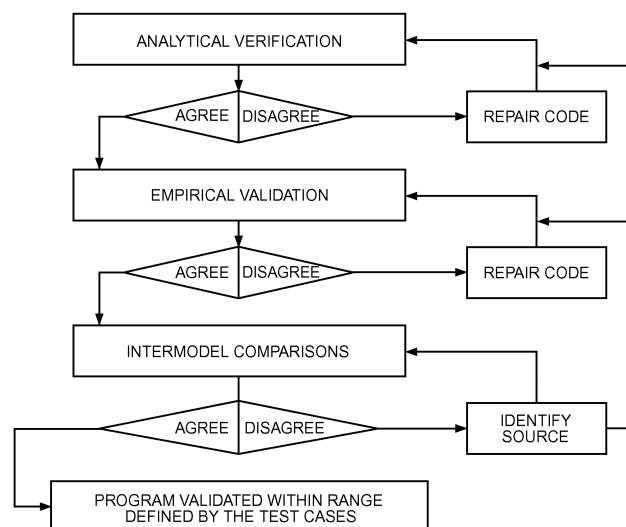 ANALYTICAL VERIFICATION
AGREE DISAGREE
REPAIR CODE
EMPIRICAL VALIDATION
AGREE DISAGREE
REPAIR CODE
INTERMODEL COMPARISONS
AGREE DISAGREE
IDENTIFY
SOURCE
PROGRAM VALIDATED WITHIN RANGE
DEFINED BY THE TEST CASES